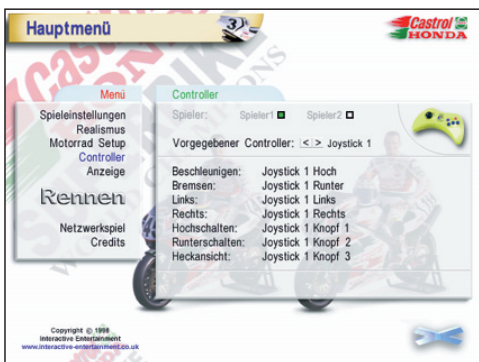 Hauptmenü
Castrol
HONDA
Menü
Spieleinstellungen
Realismus
Motorrad Setup
Controller
Anzeige
Rennen
Netzwerkspiel
Credits
Controller
Spieler: Spieler1 Spieler2
Vorgegebener Controller: < > Joystick 1
Beschleunigen: Joystick 1 Hoch
Bremsen: Joystick 1 Runter
Links: Joystick 1 Links
Rechts: Joystick 1 Rechts
Hochschalten: Joystick 1 Knopf 1
Runterschalten: Joystick 1 Knopf 2
Heckansicht: Joystick 1 Knopf 3
Copyright © 1998
Interactive Entertainment
www.interactive-entertainment.co.uk